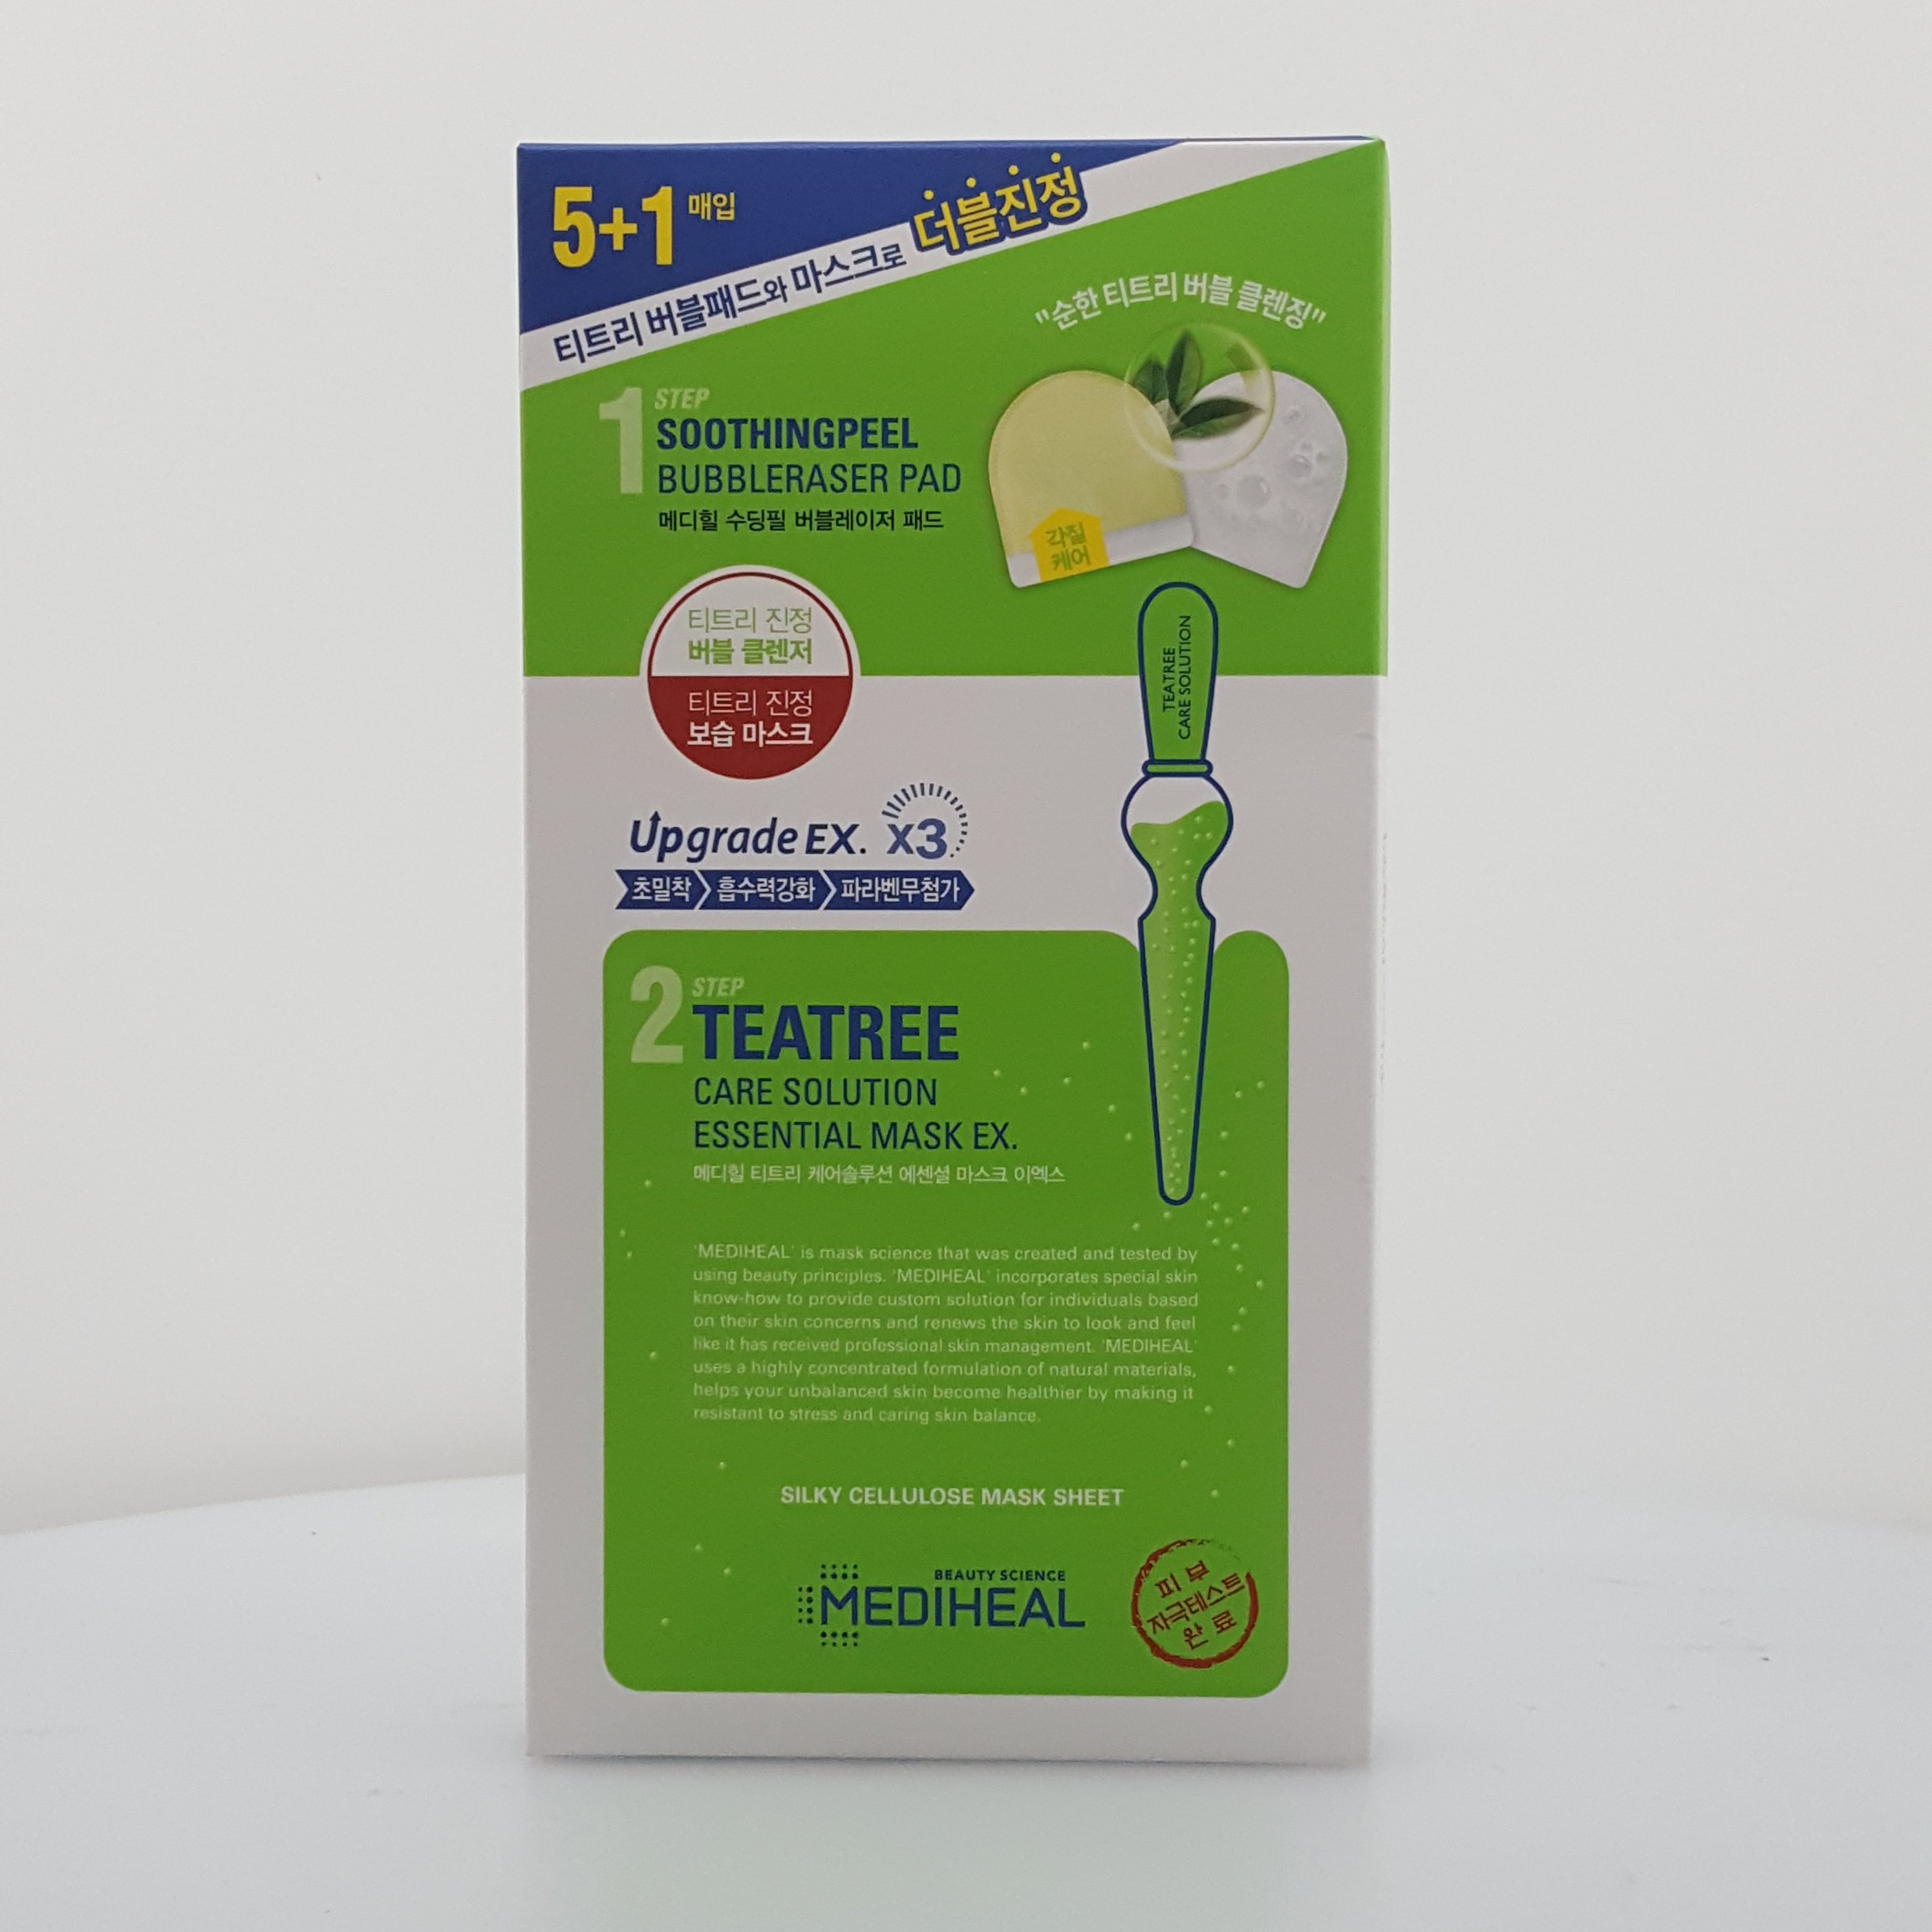 5+1 매입
티트리 버블패드와 마스크로 더블진정
"순한 티트리 버블 클렌징"
1 STEP
SOOTHINGPEEL
BUBBLERASER PAD
메디힐 수딩필 버블레이저 패드
각질
케어
티트리 진정
버블 클렌저
티트리 진정
보습 마스크
TEATREE
CARE SOLUTION
Upgrade EX. x3
초밀착 흡수력강화 파라벤무첨가
2 STEP
TEATREE
CARE SOLUTION
ESSENTIAL MASK EX.
메디힐 티트리 케어솔루션 에센셜 마스크 이엑스
'MEDIHEAL' is mask science that was created and tested by
using beauty principles. 'MEDIHEAL' incorporates special skin
know-how to provide custom solution for individuals based
on their skin concerns and renews the skin to look and feel
like it has received professional skin management. 'MEDIHEAL'
uses a highly concentrated formulation of natural materials,
helps your unbalanced skin become healthier by making it
resistant to stress and caring skin balance.
SILKY CELLULOSE MASK SHEET
BEAUTY SCIENCE
MEDIHEAL
피부
자극테스트
완료